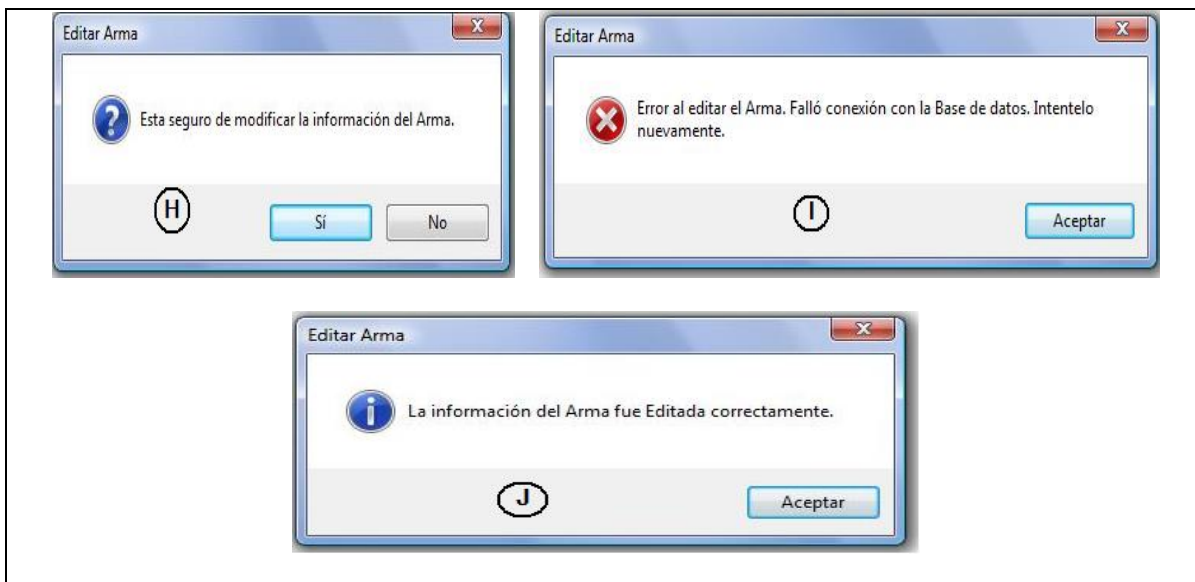 Editar Arma
Esta seguro de modificar la información del Arma.
H
Sí
No
Editar Arma
Error al editar el Arma. Falló conexión con la Base de datos. Intentelo
nuevamente.
I
Aceptar
Editar Arma
La información del Arma fue Editada correctamente.
J
Aceptar